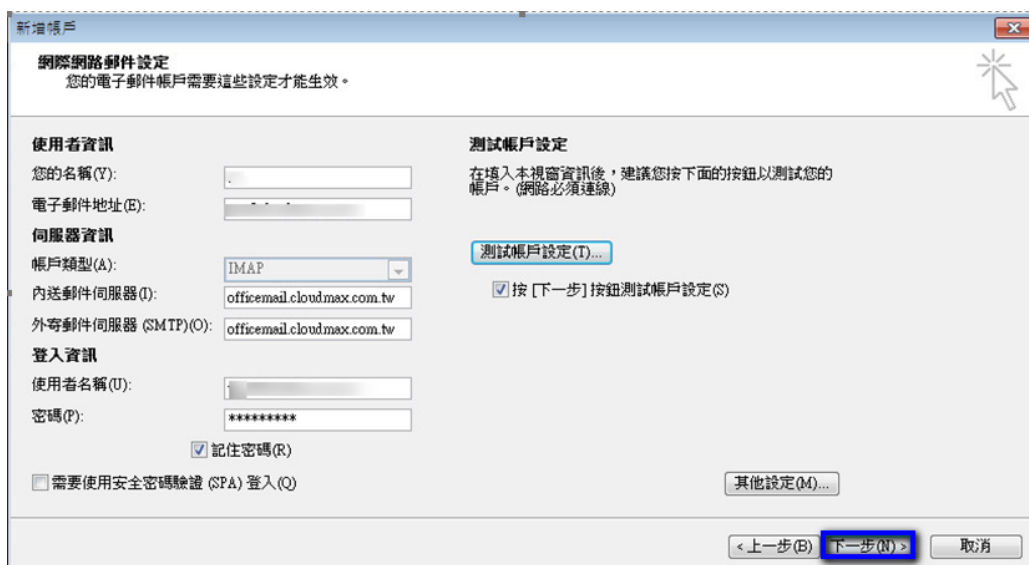 新增帳戶
網際網路郵件設定
您的電子郵件帳戶需要這些設定才能生效。
使用者資訊
您的名稱(Y):
電子郵件地址(E):
伺服器資訊
帳戶類型(A):
IMAP
內送郵件伺服器(I):
officemail.cloudmax.com.tw
外寄郵件伺服器 (SMTP)(O):
officemail.cloudmax.com.tw
登入資訊
使用者名稱(U):
密碼(P):
*********
記住密碼(R)
需要使用安全密碼驗證 (SPA) 登入(Q)
測試帳戶設定
在填入本視窗資訊後，建議您按下面的按鈕以測試您的
帳戶。(網路必須連線)
測試帳戶設定(T)...
按 [下一步] 按鈕測試帳戶設定(S)
其他設定(M)...
< 上一步(B)
下一步(N) >
取消